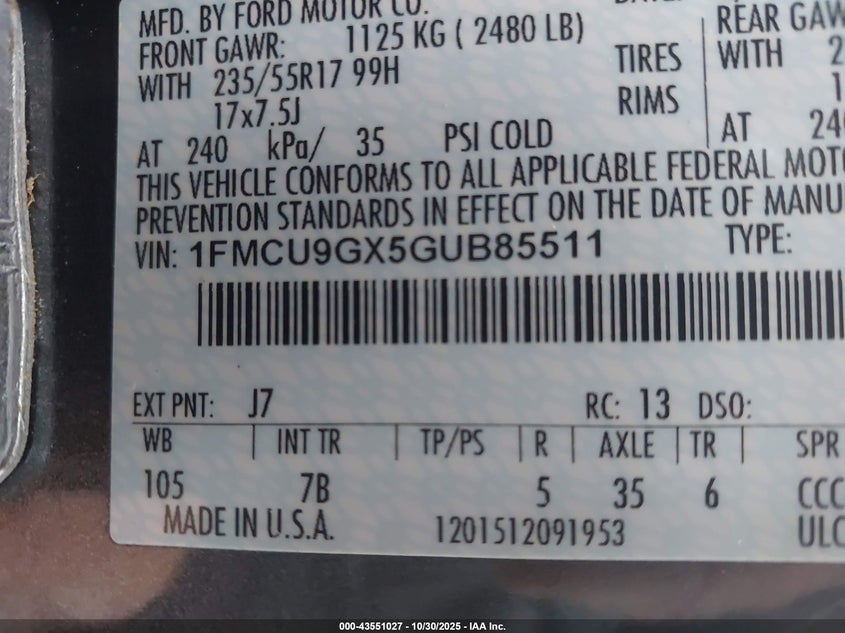 MFD. BY FORD MOTOR CO.
FRONT GAWR: 1125 KG ( 2480 LB)
WITH 235/55R17 99H
17x7.5J
AT 240 kPa/ 35 PSI COLD
TIRES
RIMS
REAR GAW
WITH 2
1
AT 240
THIS VEHICLE CONFORMS TO ALL APPLICABLE FEDERAL MOTO
PREVENTION STANDARDS IN EFFECT ON THE DATE OF MANU
VIN: 1FMCU9GX5GUB85511 TYPE:
EXT PNT: J7 RC: 13 DSO:
WB | INT TR | TP/PS | R | AXLE | TR | SPR
105 7B 5 35 6 CCC
MADE IN U.S.A. 1201512091953 ULC
000-43551027 - 10/30/2025 - IAA Inc.